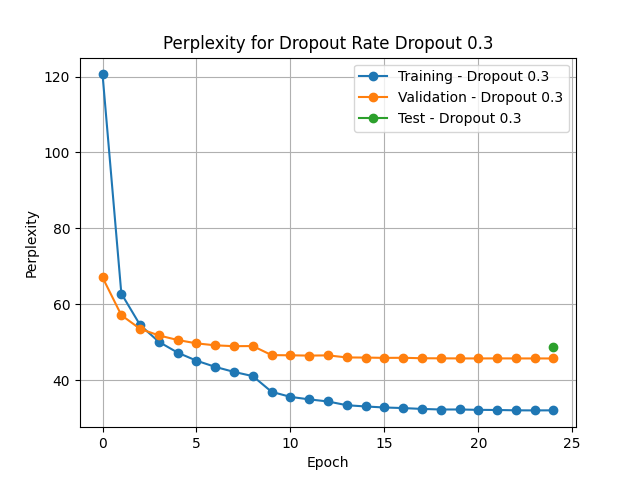 Perplexity for Dropout Rate Dropout 0.3
Training - Dropout 0.3
Validation - Dropout 0.3
Test - Dropout 0.3
Perplexity
120
100
80
60
40
0 5 10 15 20 25
Epoch